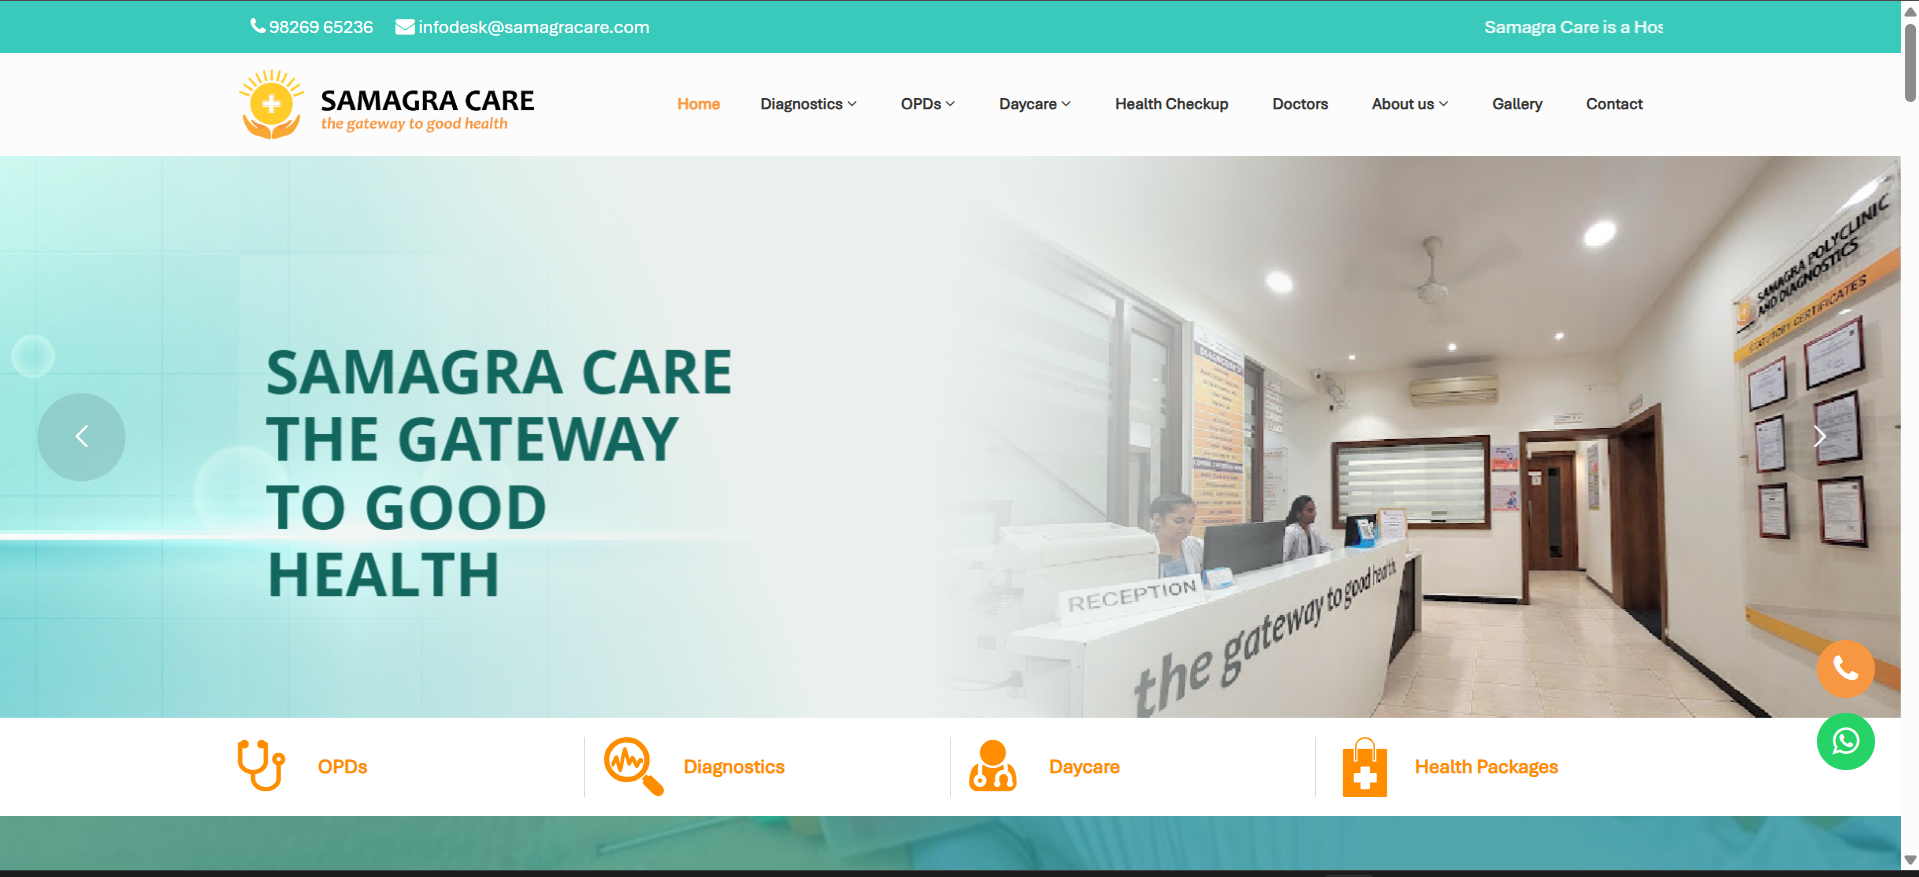 98269 65236 infodesk@samagracare.com
Samagra Care is a Hos
SAMAGRA CARE
the gateway to good health
Home Diagnostics OPDs Daycare Health Checkup Doctors About us Gallery Contact
SAMAGRA CARE
THE GATEWAY
TO GOOD
HEALTH
SAMAGRA POLYCLINIC
AND DIAGNOSTICS
STATUTORY CERTIFICATES
DIAGNOSTICS
RECEPTION
the gateway to good health.
OPDs
Diagnostics
Daycare
Health Packages